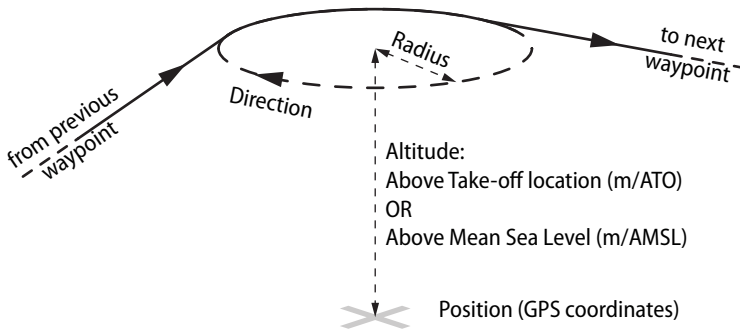 from previous
waypoint
Direction
Radius
to next
waypoint
Altitude:
Above Take-off location (m/ATO)
OR
Above Mean Sea Level (m/AMSL)
Position (GPS coordinates)